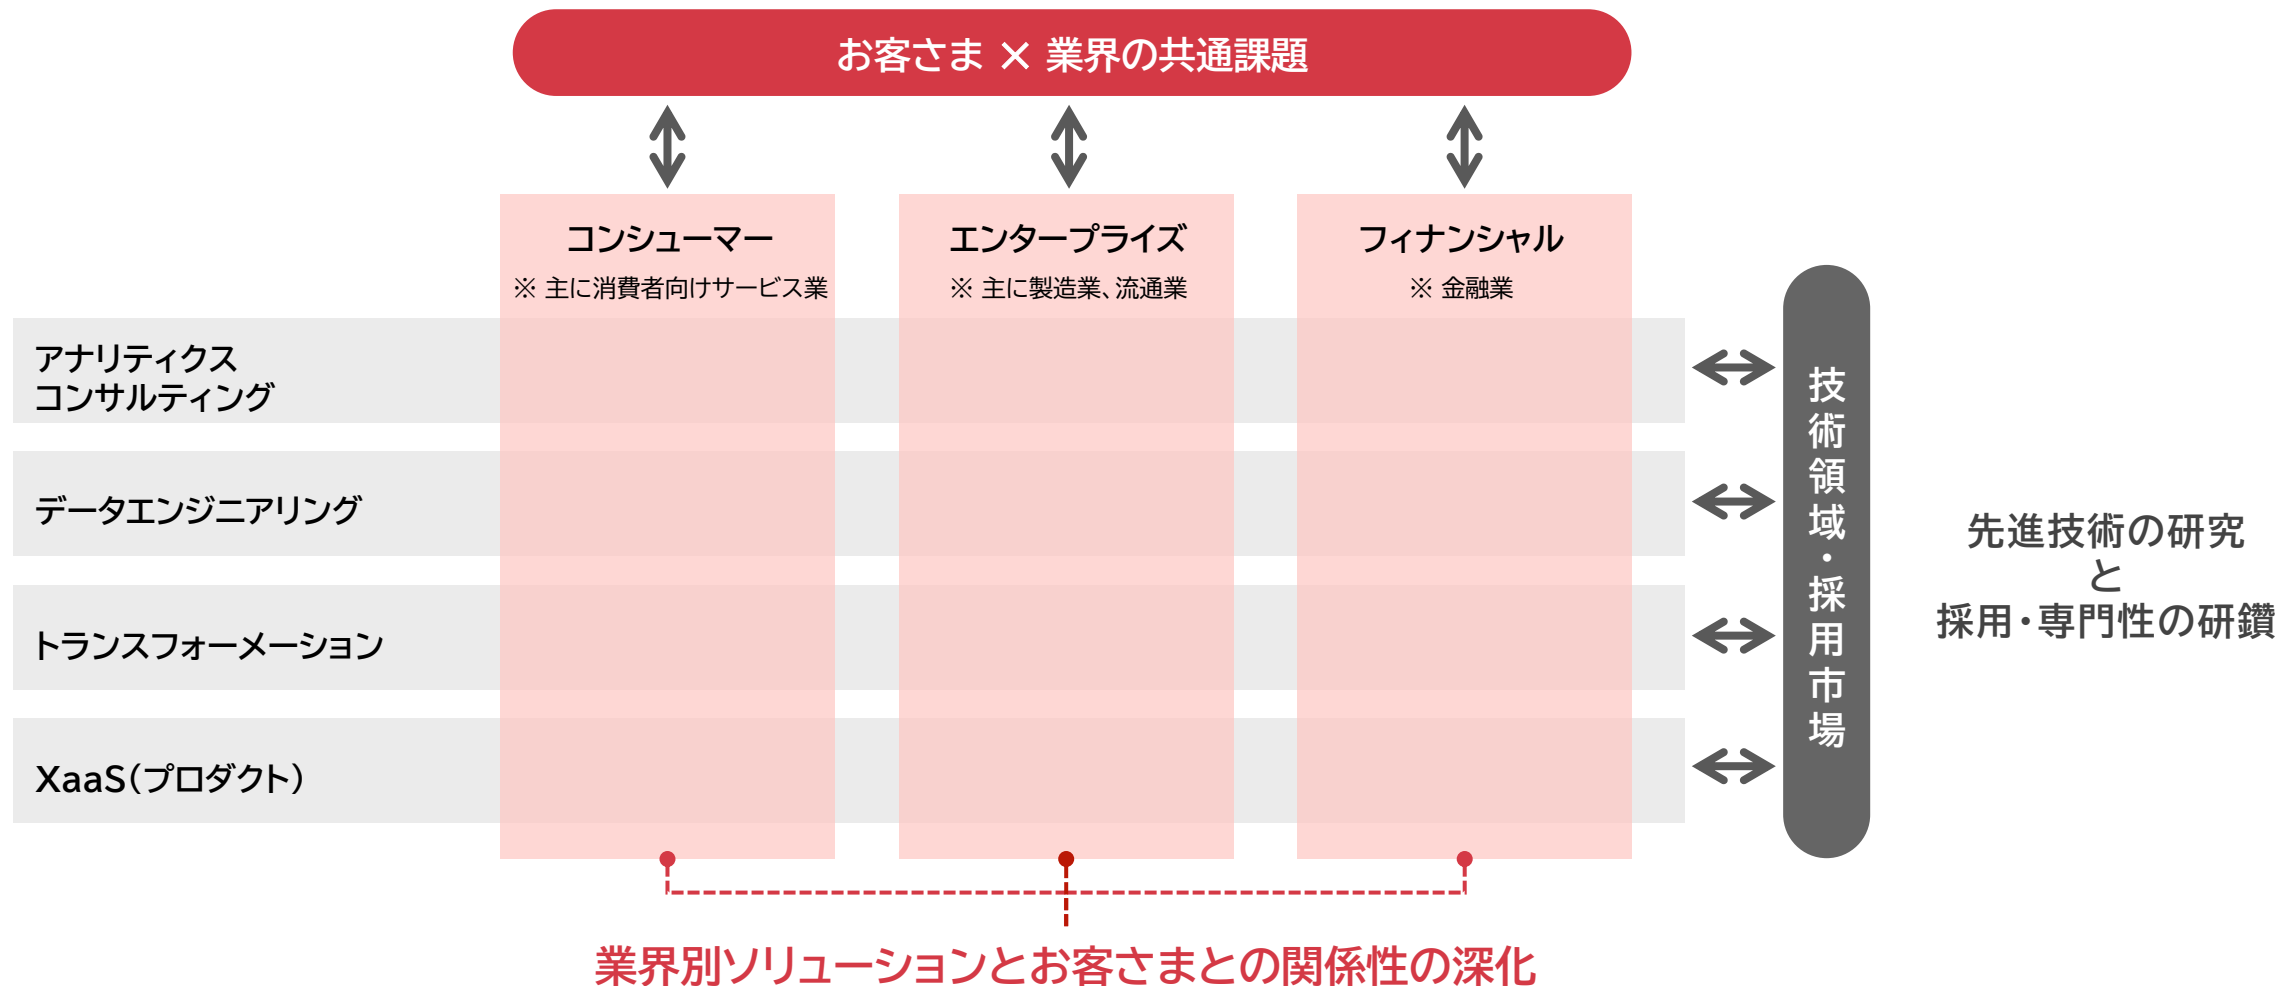 お客さま × 業界の共通課題
コンシューマー
※ 主に消費者向けサービス業
エンタープライズ
※ 主に製造業、流通業
フィナンシャル
※ 金融業
アナリティクス
コンサルティング
データエンジニアリング
トランスフォーメーション
XaaS(プロダクト)
技術領域・採用市場
先進技術の研究
と
採用・専門性の研鑽
業界別ソリューションとお客さまとの関係性の深化